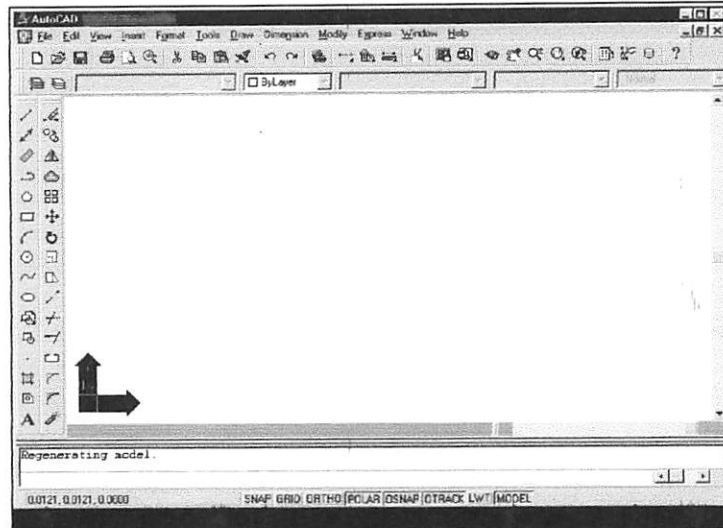 AutoCAD
File Edit View Insert Format Tools Draw Dimension Modify Express Window Help
ByLayer
A
Regenerating model.
0.0121, 0.0121, 0.0000 SNAP GRID ORTHO POLAR OSNAP OTRACK LWT MODEL